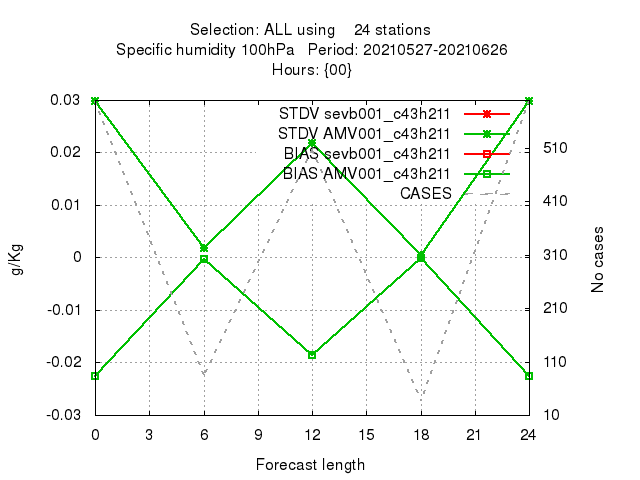 Selection: ALL using    24 stations
Specific humidity 100hPa   Period: 20210527-20210626
Hours: {00}
STDV sevb001_c43h211
STDV AMV001_c43h211
BIAS sevb001_c43h211
BIAS AMV001_c43h211
CASES
0.03
0.02
0.01
0
-0.01
-0.02
-0.03
g/Kg
510
410
310
210
110
10
No cases
0 3 6 9 12 15 18 21 24
Forecast length